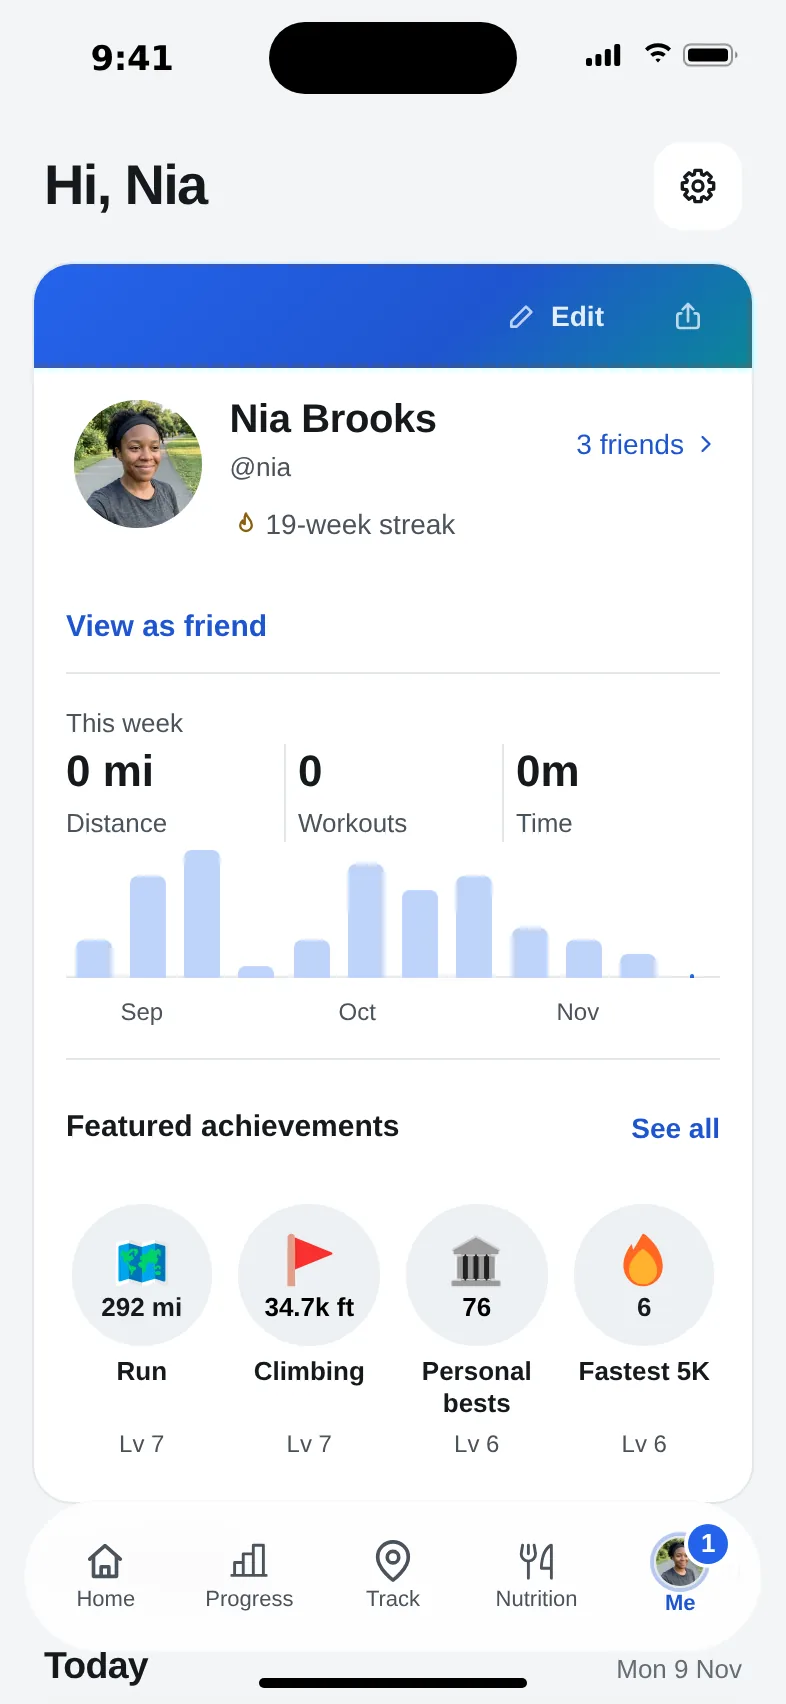 9:41
Hi, Nia
Edit
Nia Brooks
@nia
3 friends
19-week streak
View as friend
This week
0 mi
0
0m
Distance
Workouts
Time
Sep
Oct
Nov
Featured achievements
See all
292 mi
34.7k ft
76
6
Run
Climbing
Personal
bests
Fastest 5K
Lv 7
Lv 7
Lv 6
Lv 6
1
Home
Progress
Track
Nutrition
Me
Today
Mon 9 Nov